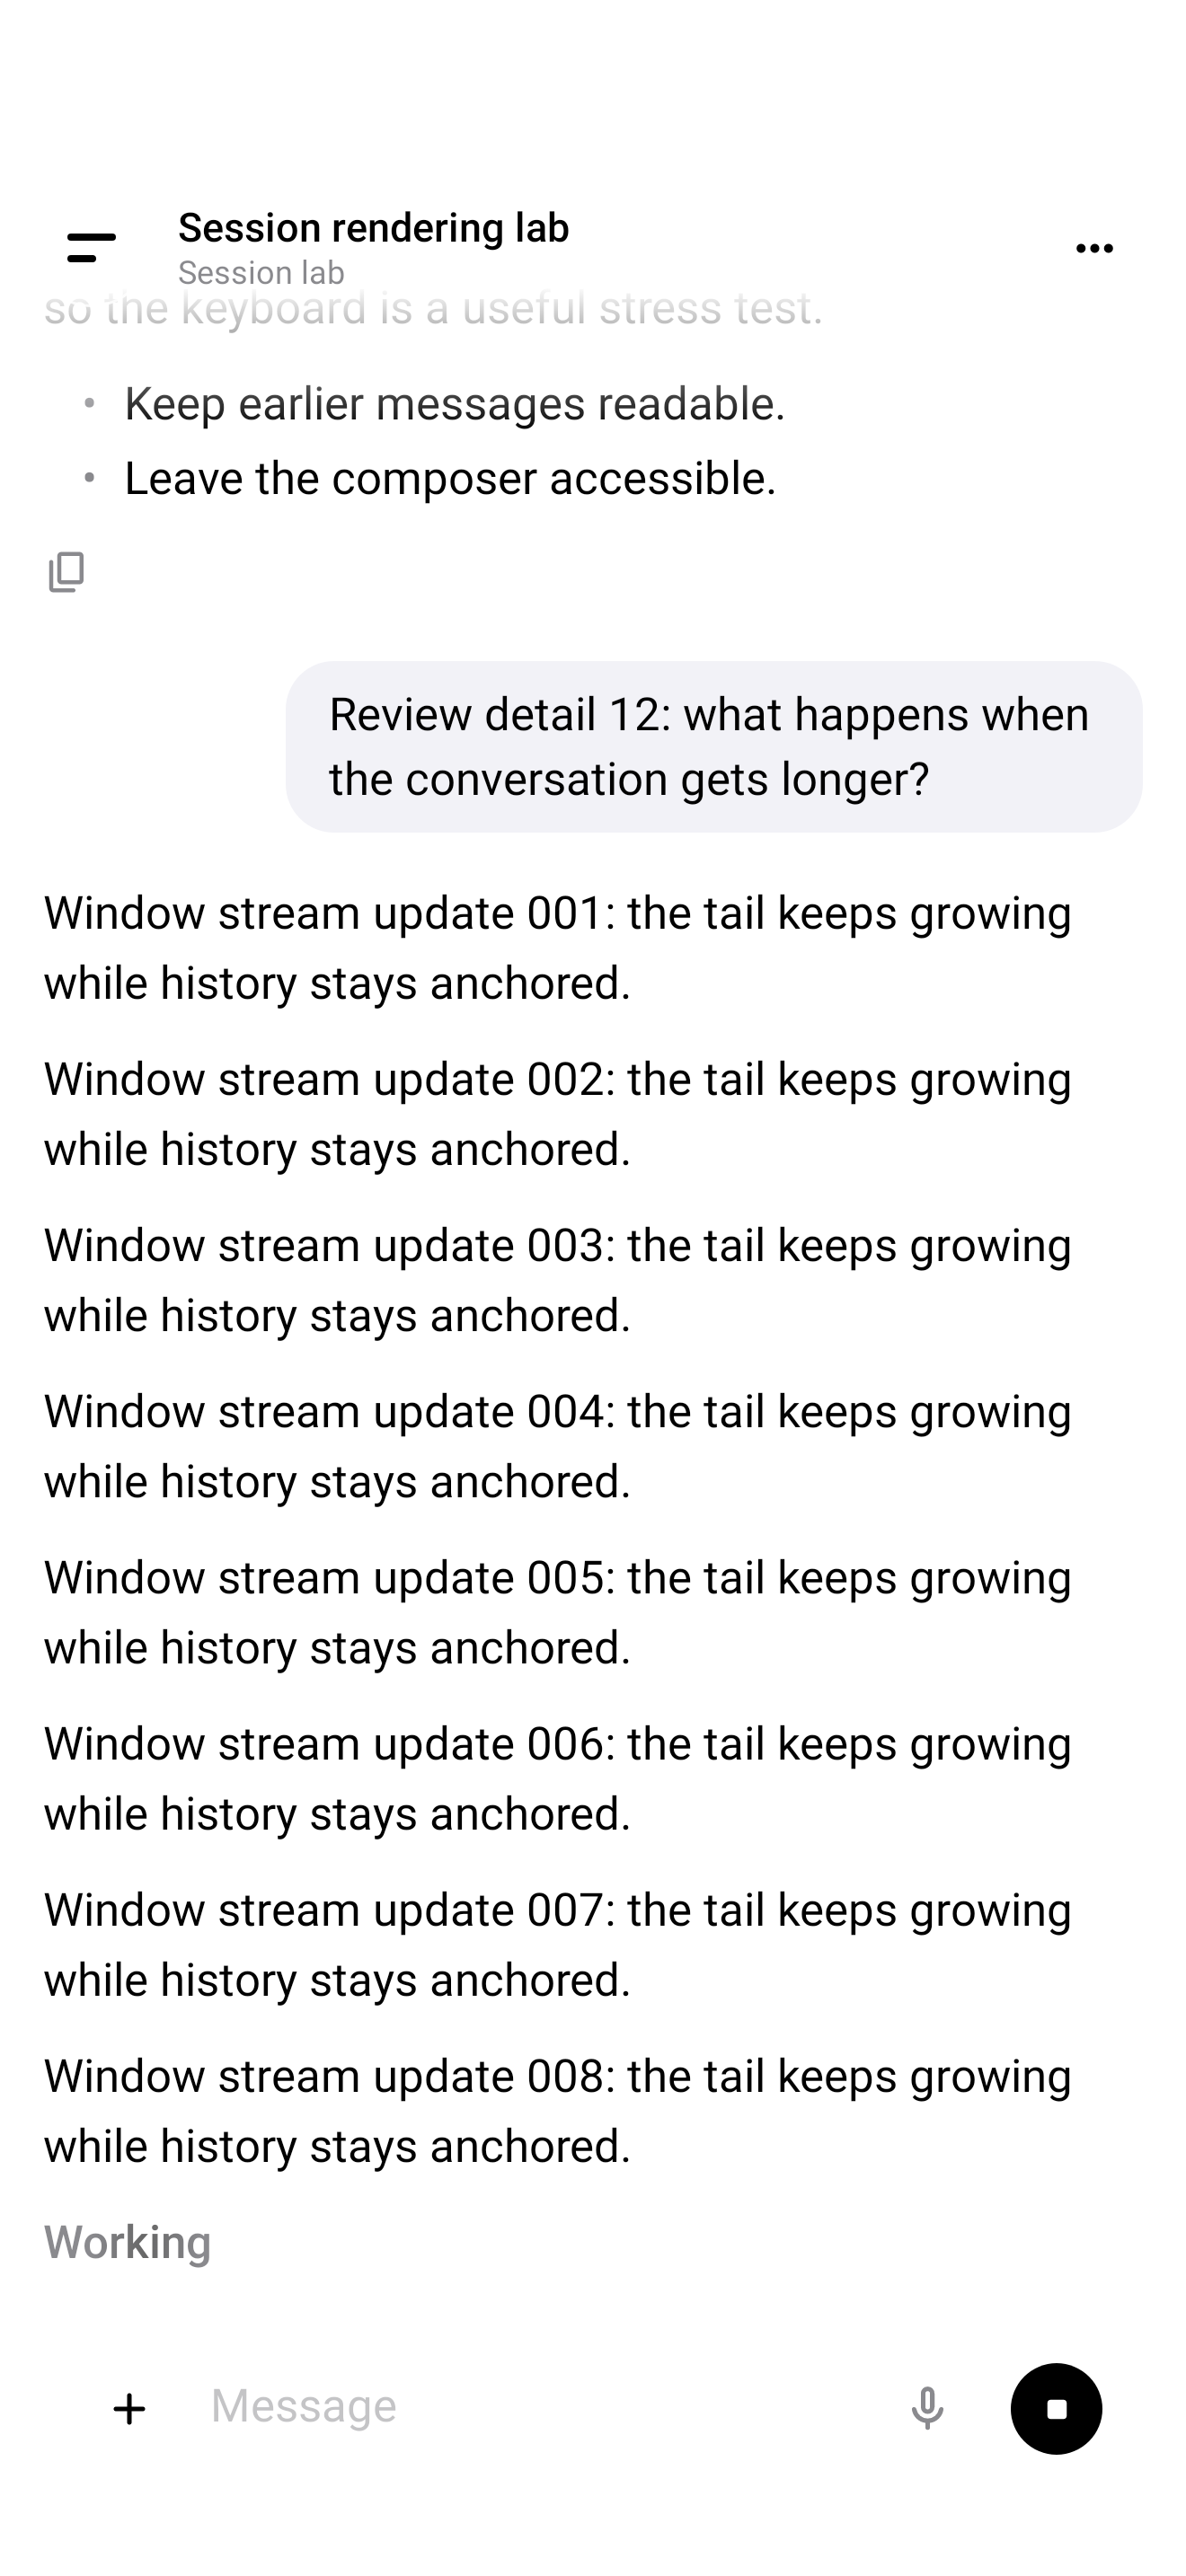 Session rendering lab
Session lab
so the keyboard is a useful stress test.
• Keep earlier messages readable.
• Leave the composer accessible.
Review detail 12: what happens when
the conversation gets longer?
Window stream update 001: the tail keeps growing
while history stays anchored.
Window stream update 002: the tail keeps growing
while history stays anchored.
Window stream update 003: the tail keeps growing
while history stays anchored.
Window stream update 004: the tail keeps growing
while history stays anchored.
Window stream update 005: the tail keeps growing
while history stays anchored.
Window stream update 006: the tail keeps growing
while history stays anchored.
Window stream update 007: the tail keeps growing
while history stays anchored.
Window stream update 008: the tail keeps growing
while history stays anchored.
Working
Message